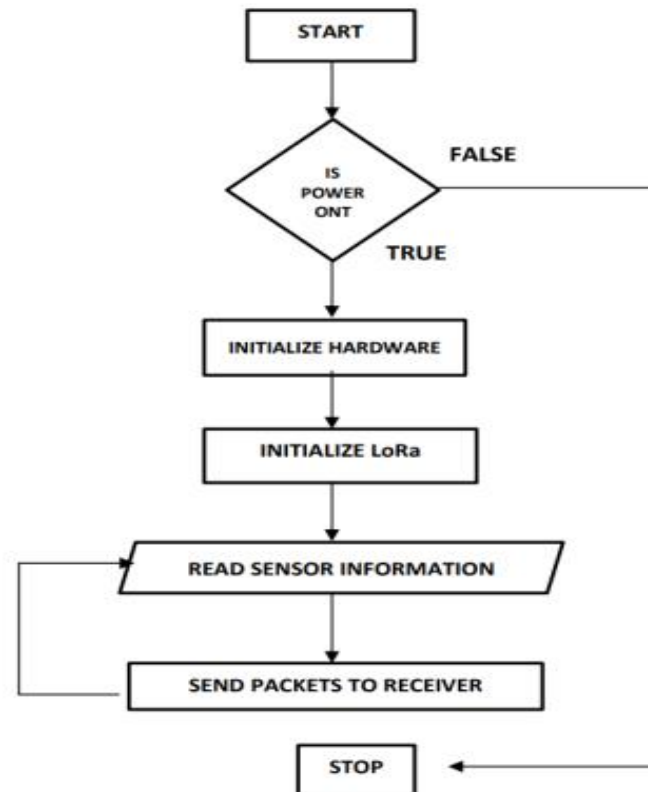 START
FALSE
IS
POWER
ONT
TRUE
INITIALIZE HARDWARE
INITIALIZE LoRa
READ SENSOR INFORMATION
SEND PACKETS TO RECEIVER
STOP